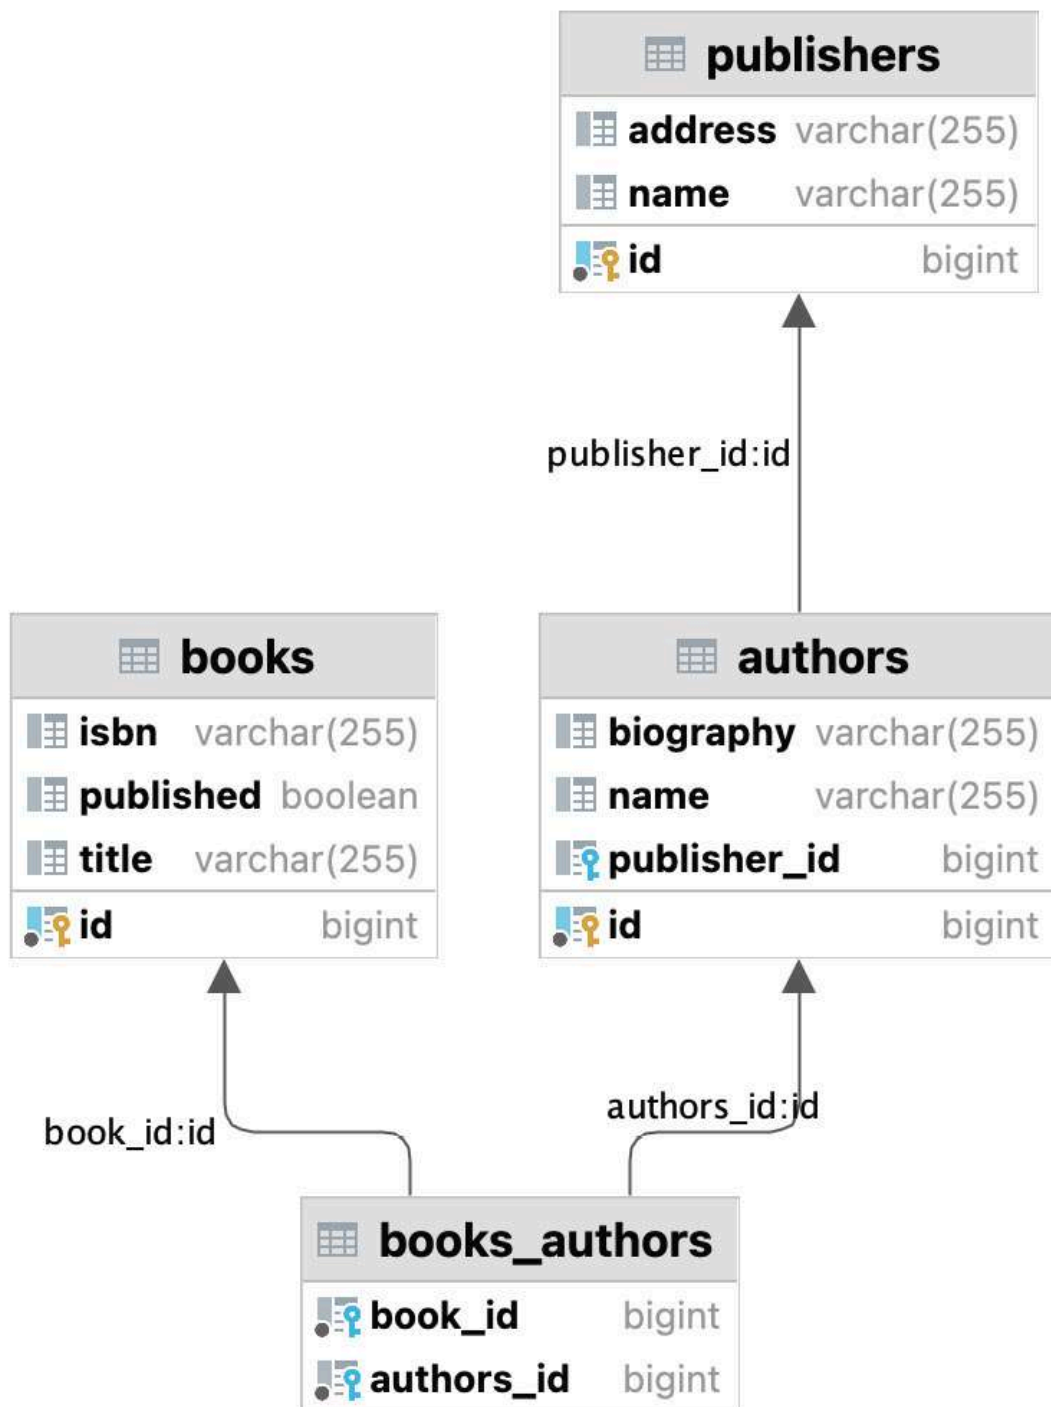 publishers
address varchar(255)
name varchar(255)
id bigint
publisher_id:id
books
isbn varchar(255)
published boolean
title varchar(255)
id bigint
authors
biography varchar(255)
name varchar(255)
publisher_id bigint
id bigint
book_id:id
authors_id:id
books_authors
book_id bigint
authors_id bigint